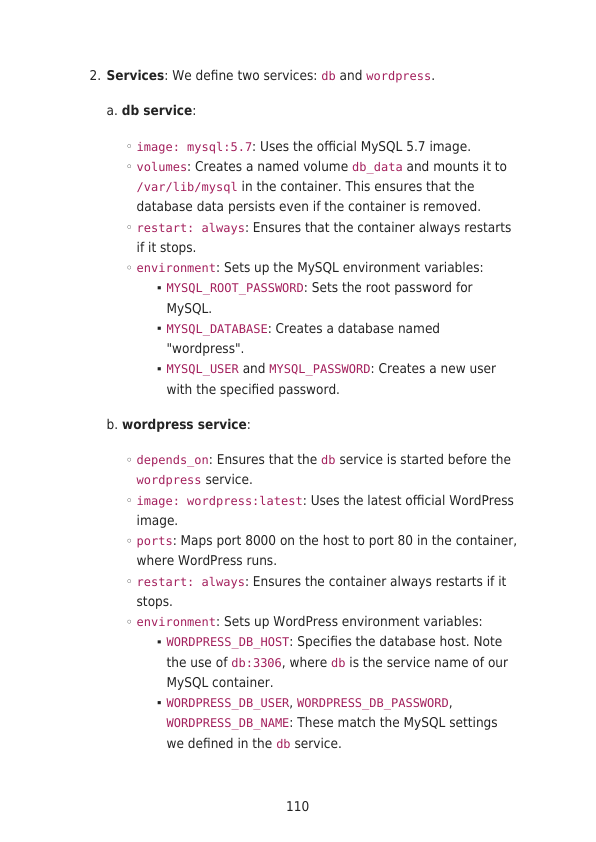 2. Services: We define two services: db and wordpress.
a. db service:
◦ image: mysql:5.7: Uses the official MySQL 5.7 image.
◦ volumes: Creates a named volume db_data and mounts it to
/var/lib/mysql in the container. This ensures that the
database data persists even if the container is removed.
◦ restart: always: Ensures that the container always restarts
if it stops.
◦ environment: Sets up the MySQL environment variables:
▪ MYSQL_ROOT_PASSWORD: Sets the root password for
MySQL.
▪ MYSQL_DATABASE: Creates a database named
"wordpress".
▪ MYSQL_USER and MYSQL_PASSWORD: Creates a new user
with the specified password.
b. wordpress service:
◦ depends_on: Ensures that the db service is started before the
wordpress service.
◦ image: wordpress:latest: Uses the latest official WordPress
image.
◦ ports: Maps port 8000 on the host to port 80 in the container,
where WordPress runs.
◦ restart: always: Ensures the container always restarts if it
stops.
◦ environment: Sets up WordPress environment variables:
▪ WORDPRESS_DB_HOST: Specifies the database host. Note
the use of db:3306, where db is the service name of our
MySQL container.
▪ WORDPRESS_DB_USER, WORDPRESS_DB_PASSWORD,
WORDPRESS_DB_NAME: These match the MySQL settings
we defined in the db service.
110